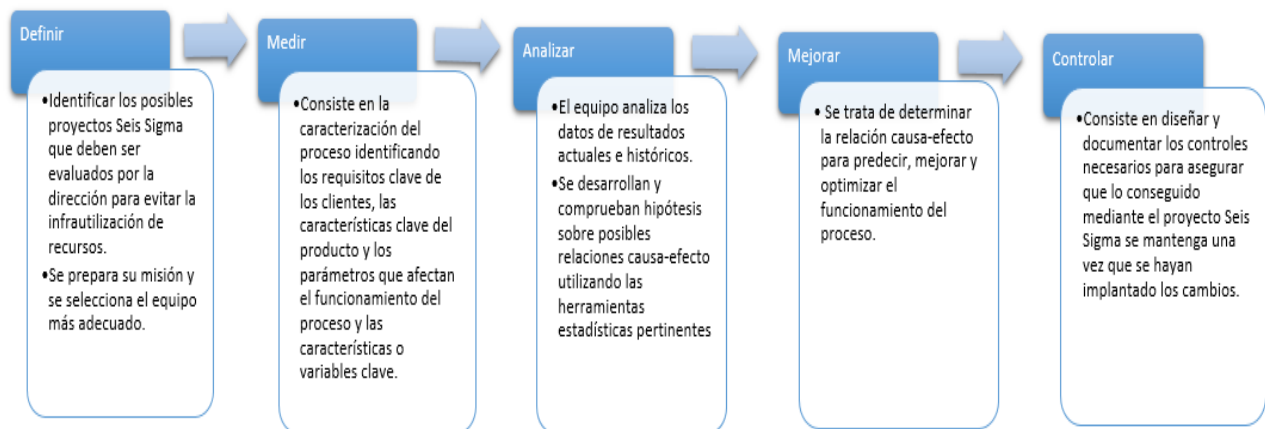 Definir
•Identificar los posibles
proyectos Seis Sigma
que deben ser
evaluados por la
dirección para evitar la
infrautilización de
recursos.
•Se prepara su misión y
se selecciona el equipo
más adecuado.
Medir
•Consiste en la
caracterización del
proceso identificando
los requisitos clave de
los clientes, las
características clave del
producto y los
parámetros que afectan
el funcionamiento del
proceso y las
características o
variables clave.
Analizar
•El equipo analiza los
datos de resultados
actuales e históricos.
•Se desarrollan y
comprueban hipótesis
sobre posibles
relaciones causa-efecto
utilizando las
herramientas
estadísticas pertinentes
Mejorar
• Se trata de determinar
la relación causa-efecto
para predecir, mejorar y
optimizar el
funcionamiento del
proceso.
Controlar
•Consiste en diseñar y
documentar los controles
necesarios para asegurar
que lo conseguido
mediante el proyecto Seis
Sigma se mantenga una
vez que se hayan
implantado los cambios.